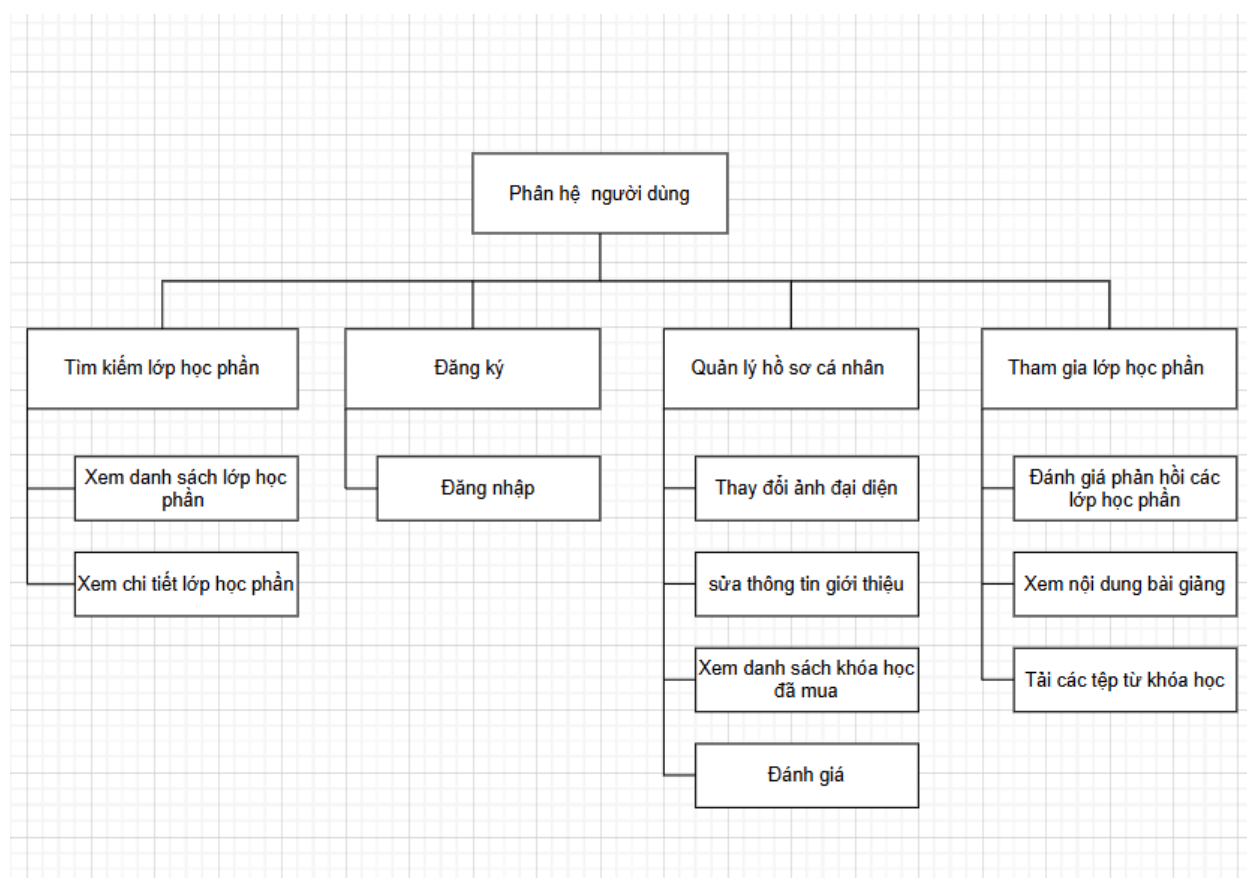 Phân hệ  người dùng
Tìm kiếm lớp học phần
Đăng ký
Quản lý hồ sơ cá nhân
Tham gia lớp học phần
Xem danh sách lớp học
phần
Đăng nhập
Thay đổi ảnh đại diện
Đánh giá phản hồi các
lớp học phần
Xem chi tiết lớp học phần
sửa thông tin giới thiệu
Xem nội dung bài giảng
Xem danh sách khóa học
đã mua
Tải các tệp từ khóa học
Đánh giá